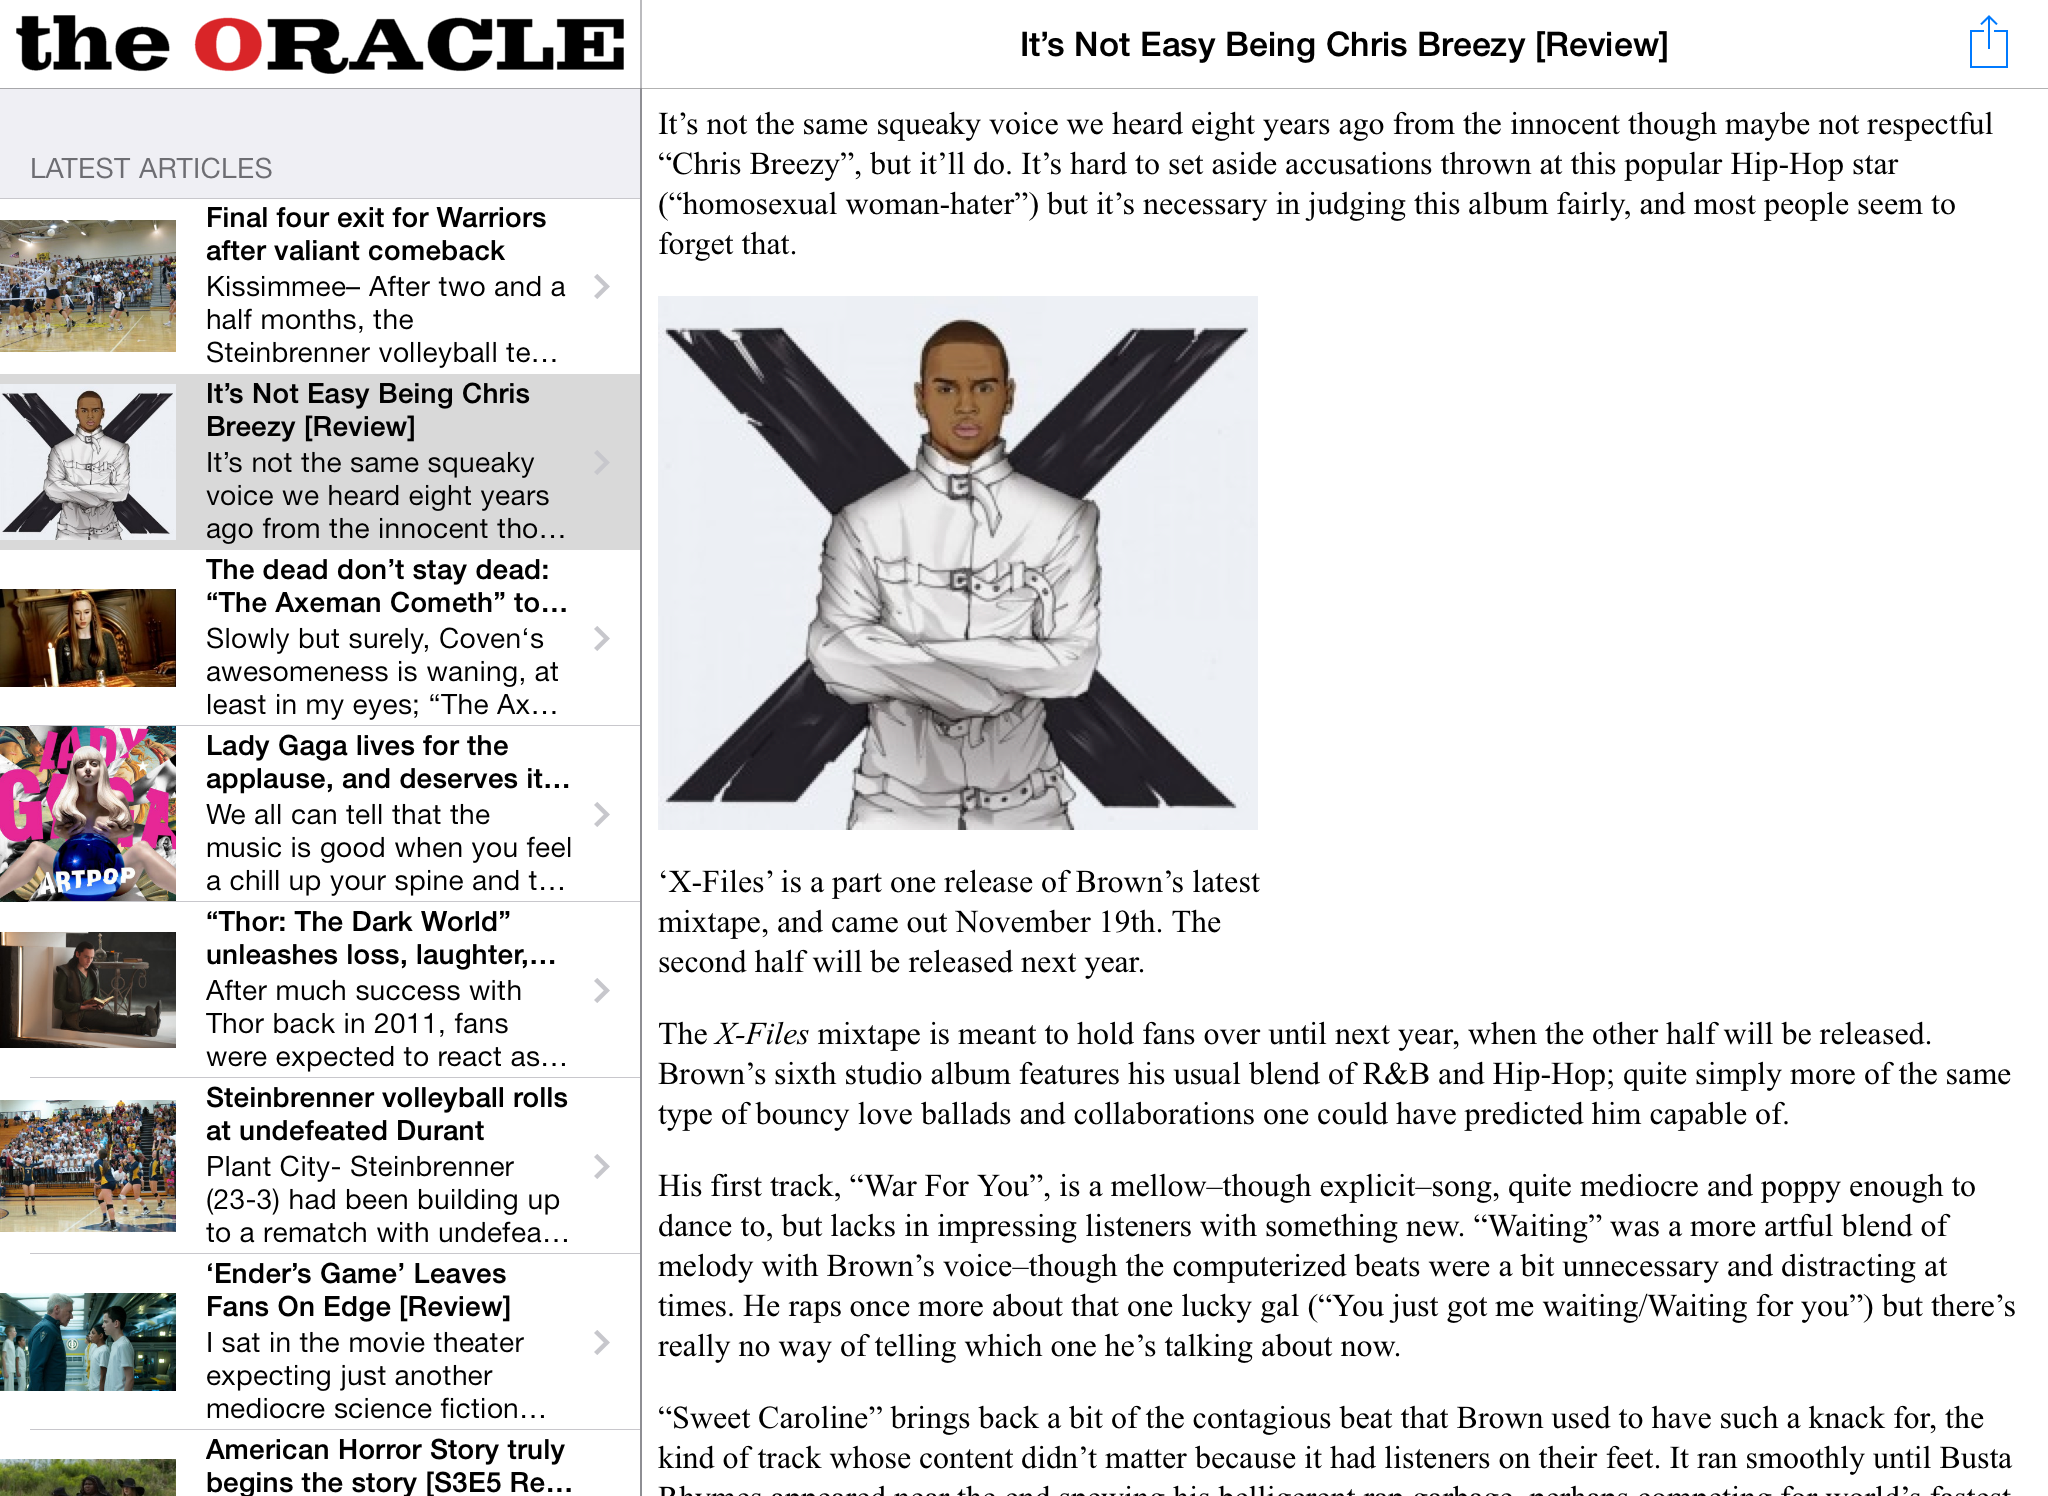 the ORACLE
It’s Not Easy Being Chris Breezy [Review]
LATEST ARTICLES
Final four exit for Warriors
after valiant comeback
Kissimmee– After two and a
half months, the
Steinbrenner volleyball te…
It’s Not Easy Being Chris
Breezy [Review]
It’s not the same squeaky
voice we heard eight years
ago from the innocent tho…
The dead don’t stay dead:
“The Axeman Cometh” to…
Slowly but surely, Coven‘s
awesomeness is waning, at
least in my eyes; “The Ax…
LADY
GAGA
ARTPOP
Lady Gaga lives for the
applause, and deserves it…
We all can tell that the
music is good when you feel
a chill up your spine and t…
“Thor: The Dark World”
unleashes loss, laughter,…
After much success with
Thor back in 2011, fans
were expected to react as…
Steinbrenner volleyball rolls
at undefeated Durant
Plant City- Steinbrenner
(23-3) had been building up
to a rematch with undefea…
‘Ender’s Game’ Leaves
Fans On Edge [Review]
I sat in the movie theater
expecting just another
mediocre science fiction…
American Horror Story truly
begins the story [S3E5 Re…
It’s not the same squeaky voice we heard eight years ago from the innocent though maybe not respectful
“Chris Breezy”, but it’ll do. It’s hard to set aside accusations thrown at this popular Hip-Hop star
(“homosexual woman-hater”) but it’s necessary in judging this album fairly, and most people seem to
forget that.
‘X-Files’ is a part one release of Brown’s latest
mixtape, and came out November 19th. The
second half will be released next year.
The X-Files mixtape is meant to hold fans over until next year, when the other half will be released.
Brown’s sixth studio album features his usual blend of R&B and Hip-Hop; quite simply more of the same
type of bouncy love ballads and collaborations one could have predicted him capable of.
His first track, “War For You”, is a mellow–though explicit–song, quite mediocre and poppy enough to
dance to, but lacks in impressing listeners with something new. “Waiting” was a more artful blend of
melody with Brown’s voice–though the computerized beats were a bit unnecessary and distracting at
times. He raps once more about that one lucky gal (“You just got me waiting/Waiting for you”) but there’s
really no way of telling which one he’s talking about now.
“Sweet Caroline” brings back a bit of the contagious beat that Brown used to have such a knack for, the
kind of track whose content didn’t matter because it had listeners on their feet. It ran smoothly until Busta
Rhymes appeared near the end spewing his belligerent rap garbage, perhaps competing for world’s fastest